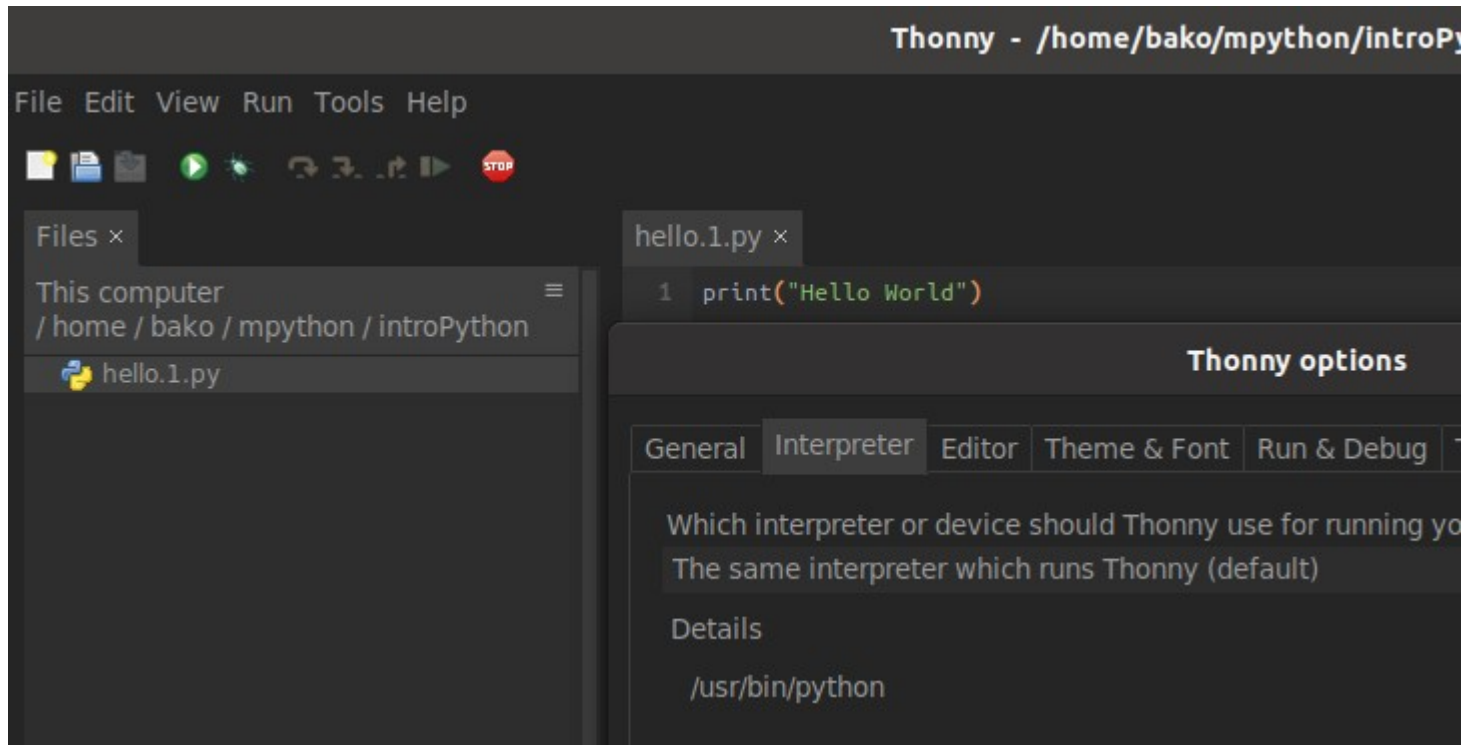 Thonny - /home/bako/mpython/introPy
File Edit View Run Tools Help
STOP
Files ×
hello.1.py ×
This computer
/ home / bako / mpython / introPython
hello.1.py
1 print("Hello World")
Thonny options
General Interpreter Editor Theme & Font Run & Debug
Which interpreter or device should Thonny use for running yo
The same interpreter which runs Thonny (default)
Details
/usr/bin/python